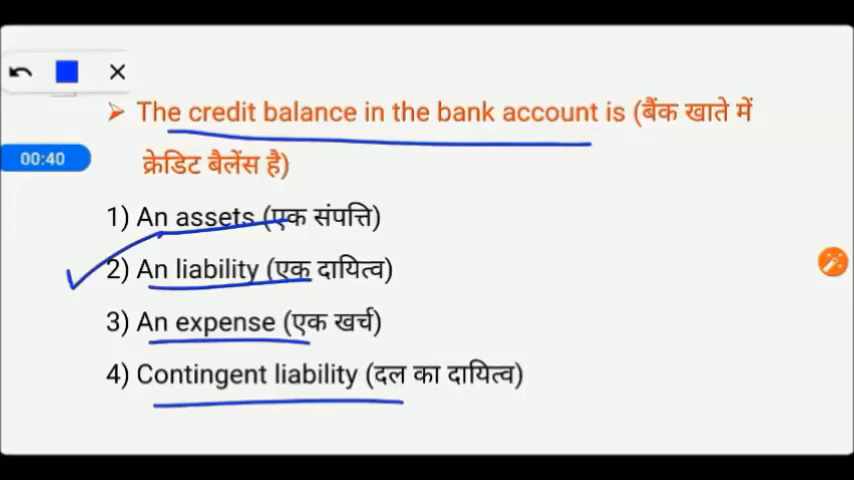 ➤ The credit balance in the bank account is (बैंक खाते में
00:40
क्रेडिट बैलेंस है)
1) An assets (एक संपत्ति)
2) An liability (एक दायित्व)
3) An expense (एक खर्च)
4) Contingent liability (दल का दायित्व)